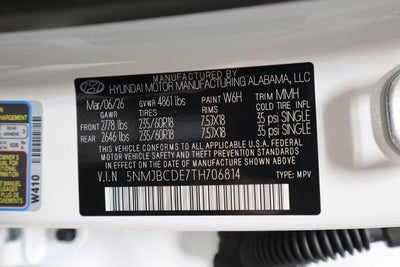 MANUFACTURED BY
HYUNDAI MOTOR MANUFACTURING ALABAMA, LLC
Mar/06/26 GVWR 4861 lbs PAINT W6H TRIM MMH
GAWR TIRES RIMS COLD TIRE INFL
FRONT 2778 lbs 235/60R18 7.5JX18 35 psi SINGLE
REAR 2646 lbs 235/60R18 7.5JX18 35 psi SINGLE
THIS VEHICLE CONFORMS TO ALL APPLICABLE U.S.A. FEDERAL
MOTOR VEHICLE SAFETY AND THEFT PREVENTION STANDARDS
IN EFFECT ON THE DATE OF MANUFACTURE SHOWN ABOVE.
V.I.N 5NMJBCDE7TH706814 TYPE: MPV
W410